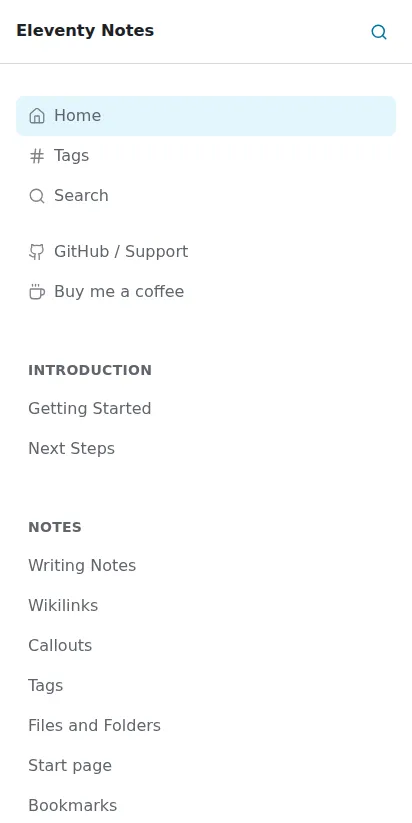 Eleventy Notes
Home
Tags
Search
GitHub / Support
Buy me a coffee
INTRODUCTION
Getting Started
Next Steps
NOTES
Writing Notes
Wikilinks
Callouts
Tags
Files and Folders
Start page
Bookmarks